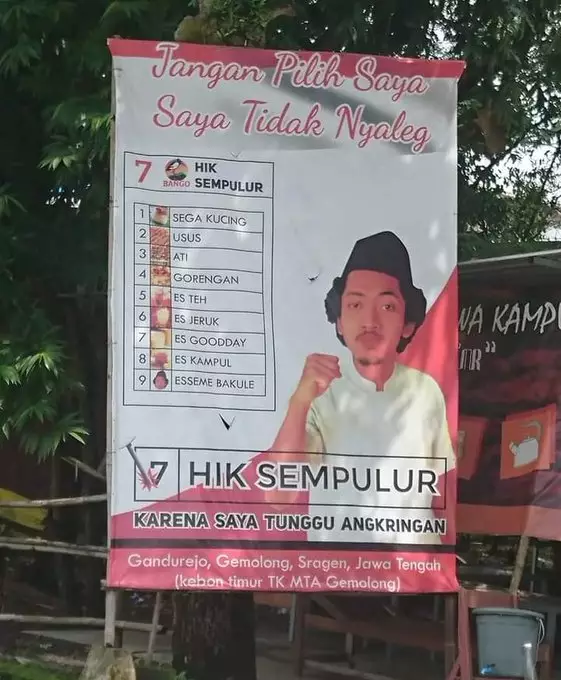 Jangan Pilih Saya
Saya Tidak Nyaleg
7 BANGO HIK
SEMPULUR
1 SEGA KUCING
2 USUS
3 ATI
4 GORENGAN
5 ES TEH
6 ES JERUK
7 ES GOODDAY
8 ES KAMPUL
9 ESSEME BAKULE
7 HIK SEMPULUR
KARENA SAYA TUNGGU ANGKRINGAN
Gandurejo, Gemolong, Sragen, Jawa Tengah
(kebon timur TK MTA Gemolong)